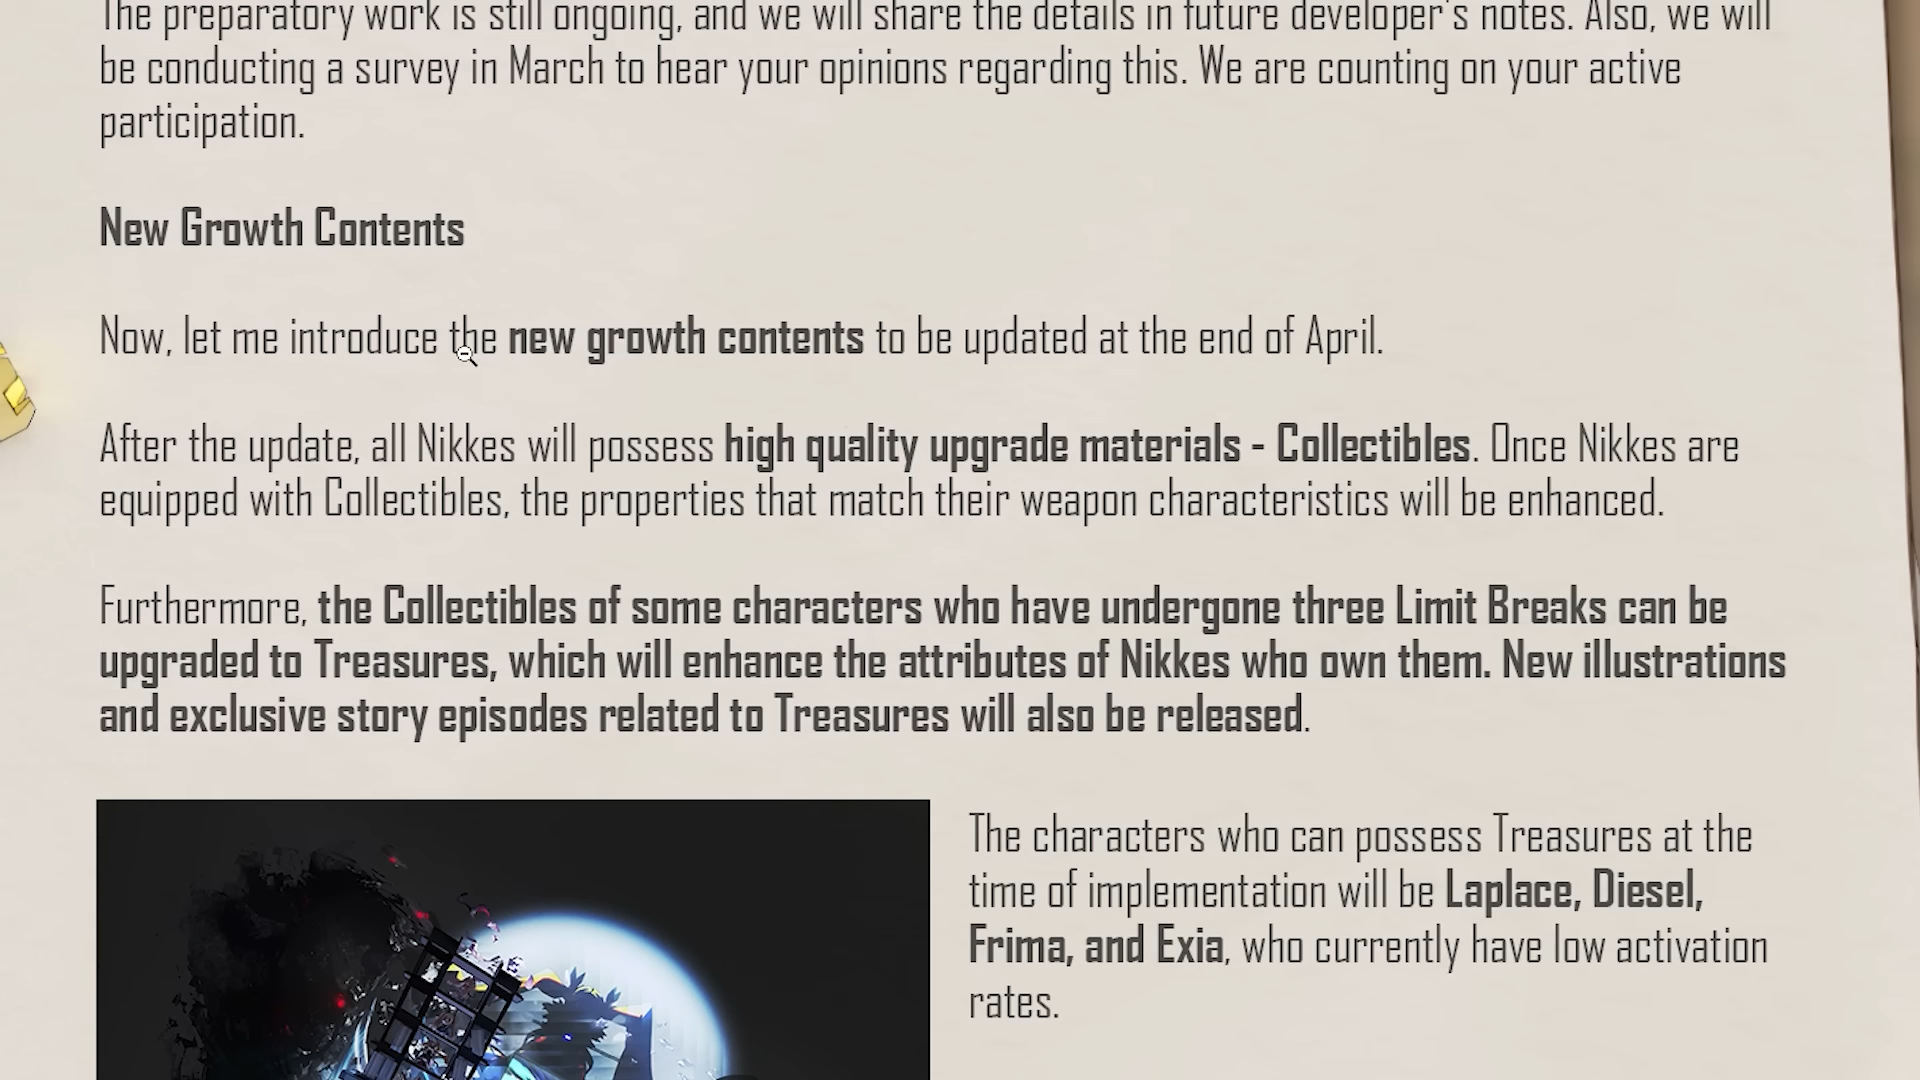 The preparatory work is still ongoing, and we will share the details in future developer's notes. Also, we will
be conducting a survey in March to hear your opinions regarding this. We are counting on your active
participation.
New Growth Contents
Now, let me introduce the new growth contents to be updated at the end of April.
After the update, all Nikkes will possess high quality upgrade materials - Collectibles. Once Nikkes are
equipped with Collectibles, the properties that match their weapon characteristics will be enhanced.
Furthermore, the Collectibles of some characters who have undergone three Limit Breaks can be
upgraded to Treasures, which will enhance the attributes of Nikkes who own them. New illustrations
and exclusive story episodes related to Treasures will also be released.
The characters who can possess Treasures at the
time of implementation will be Laplace, Diesel,
Frima, and Exia, who currently have low activation
rates.